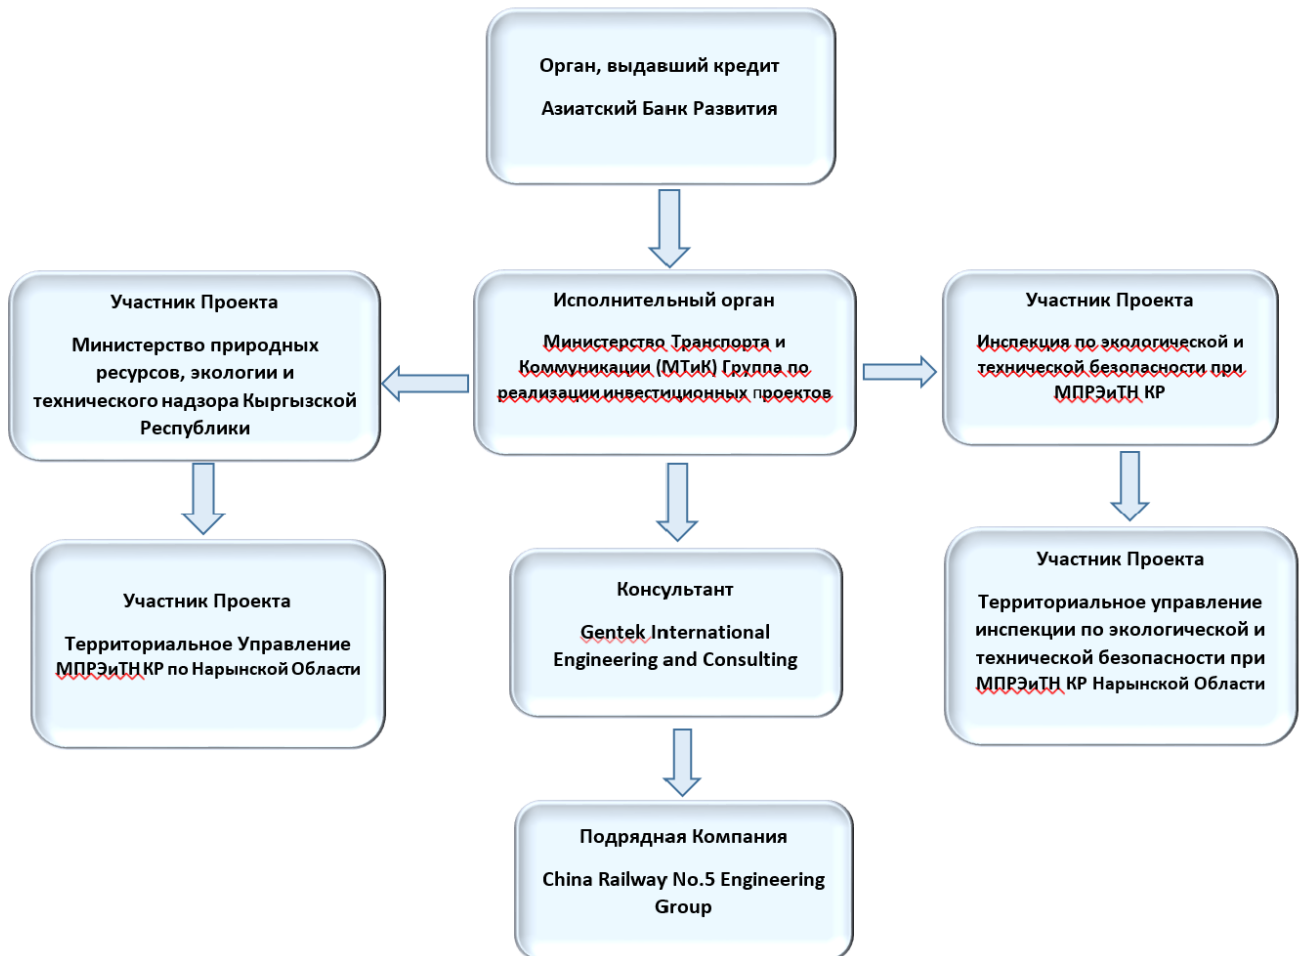 Орган, выдавший кредит
Азиатский Банк Развития
Участник Проекта
Министерство природных
ресурсов, экологии и
технического надзора Кыргызской
Республики
Исполнительный орган
Министерство Транспорта и
Коммуникации (МТиК) Группа по
реализации инвестиционных проектов
Участник Проекта
Инспекция по экологической и
технической безопасности при
МПРЭиТН КР
Участник Проекта
Территориальное Управление
МПРЭиТН КР по Нарынской Области
Консультант
Gentek International
Engineering and Consulting
Участник Проекта
Территориальное управление
инспекции по экологической и
технической безопасности при
МПРЭиТН КР Нарынской Области
Подрядная Компания
China Railway No.5 Engineering
Group